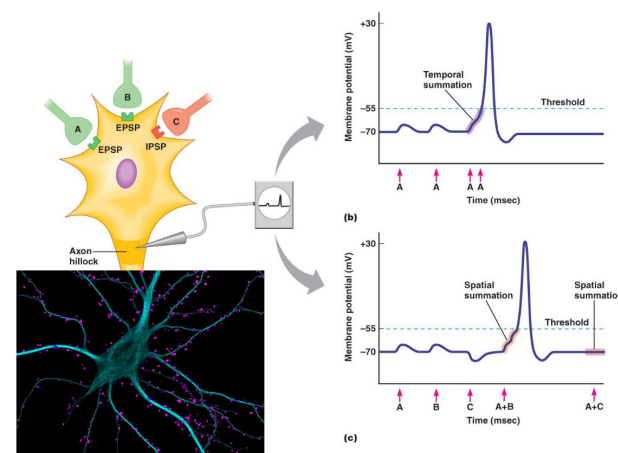 A
B
C
EPSP
EPSP
IPSP
Axon
hillock
Membrane potential (mV)
+30
–55
–70
Temporal
summation
Threshold
A
A
A
A
Time (msec)
(b)
Membrane potential (mV)
+30
–55
–70
Spatial
summation
Spatial
summatio
Threshold
A
B
C
A+B
A+C
Time (msec)
(c)